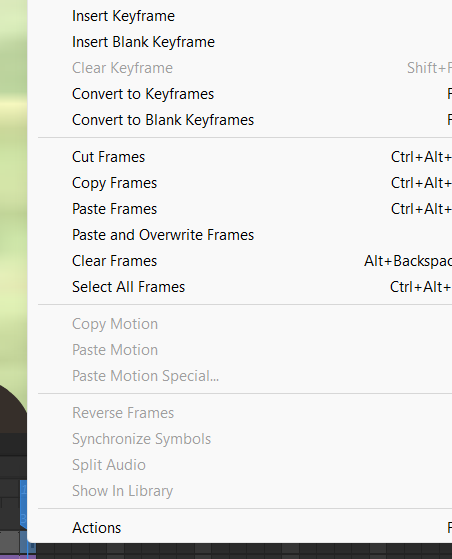 Insert Keyframe
Insert Blank Keyframe
Clear Keyframe Shift+F
Convert to Keyframes F
Convert to Blank Keyframes F
Cut Frames Ctrl+Alt+
Copy Frames Ctrl+Alt+
Paste Frames Ctrl+Alt+
Paste and Overwrite Frames
Clear Frames Alt+Backspac
Select All Frames Ctrl+Alt+
Copy Motion
Paste Motion
Paste Motion Special...
Reverse Frames
Synchronize Symbols
Split Audio
Show In Library
Actions F